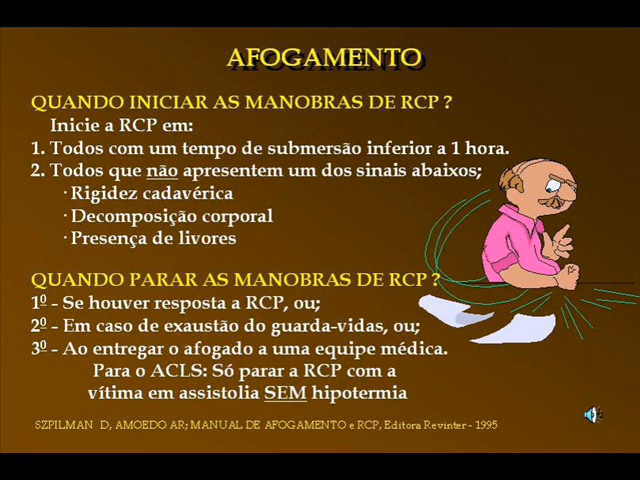 AFOGAMENTO
QUANDO INICIAR AS MANOBRAS DE RCP ?
Inicie a RCP em:
1. Todos com um tempo de submersão inferior a 1 hora.
2. Todos que não apresentem um dos sinais abaixos;
· Rigidez cadavérica
· Decomposição corporal
· Presença de livores
QUANDO PARAR AS MANOBRAS DE RCP ?
1º - Se houver resposta a RCP, ou;
2º - Em caso de exaustão do guarda-vidas, ou;
3º - Ao entregar o afogado a uma equipe médica.
Para o ACLS: Só parar a RCP com a
vítima em assistolia SEM hipotermia
SZPILMAN D, AMOEDO AR; MANUAL DE AFOGAMENTO e RCP, Editora Revinter - 1995